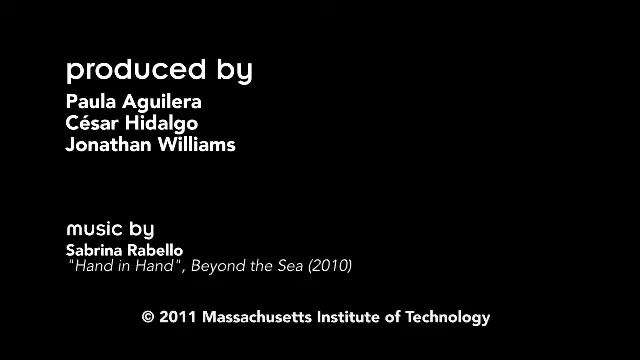 produced by
Paula Aguilera
César Hidalgo
Jonathan Williams
music by
Sabrina Rabello
"Hand in Hand", Beyond the Sea (2010)
© 2011 Massachusetts Institute of Technology